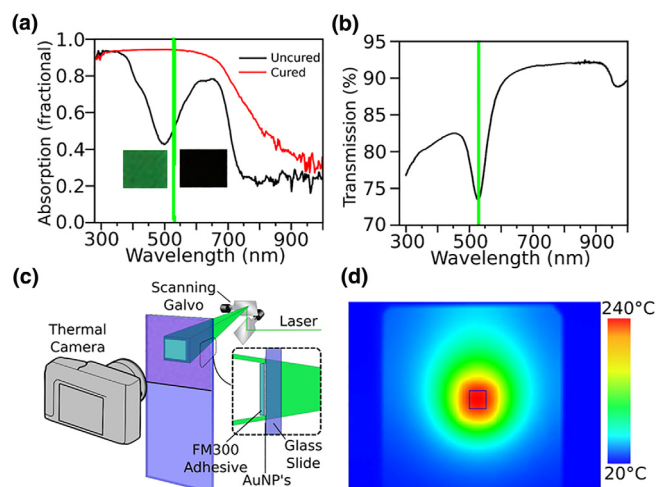 (a)
Absorption (fractional)
1.0
0.8
0.6
0.4
0.2
0.0
Uncured
Cured
300
500
700
900
Wavelength (nm)
(b)
Transmission (%)
95
90
85
80
75
70
300
500
700
900
Wavelength (nm)
(c)
Scanning
Galvo
Laser
Thermal
Camera
FM300
Adhesive
AuNP's
Glass
Slide
(d)
240°C
20°C